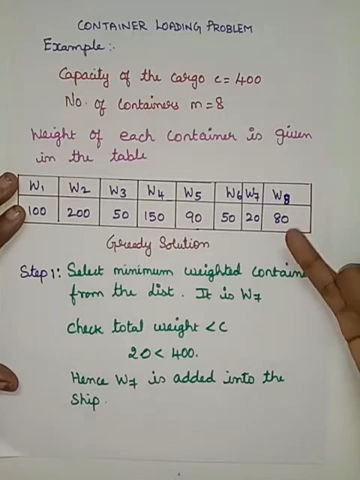 CONTAINER LOADING PROBLEM
Example:-
Capacity of the cargo c=400
No. of containers m=8
Weight of each container is given
in the table
W1 W2 W3 W4 W5 W6 W7 W8
100 200 50 150 90 50 20 80
Greedy Solution
Step 1: Select minimum weighted containe
from the list. It is W7
check total weight <C
20 < 400.
Hence W7 is added into the
ship.